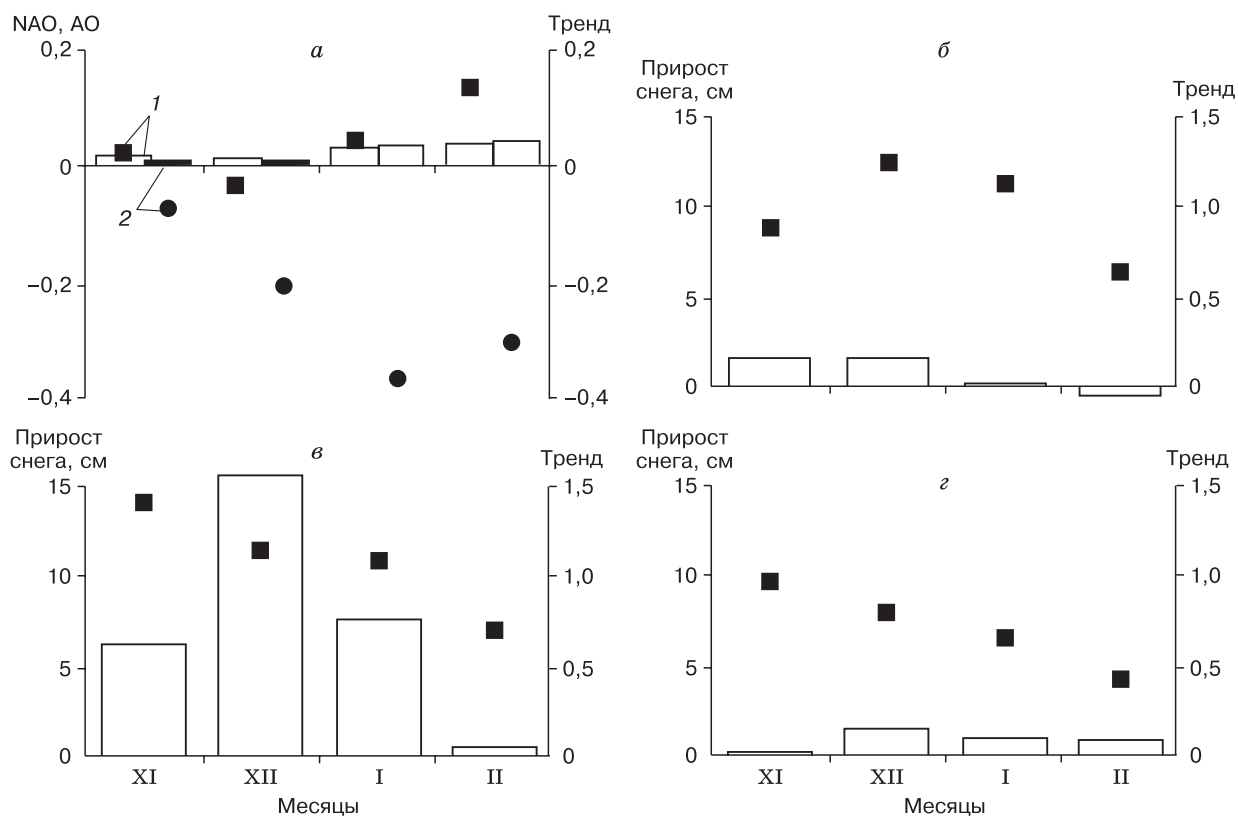 NAO, AO
Тренд
а
0,2
0,2
1
0
0
2
–0,2
–0,2
–0,4
–0,4
б
Прирост
снега, см
Тренд
15
1,5
10
1,0
5
0,5
0
0
Прирост
снега, см
Тренд
в
15
1,5
10
1,0
5
0,5
0
0
XI
XII
I
II
Месяцы
Прирост
снега, см
Тренд
г
15
1,5
10
1,0
5
0,5
0
0
XI
XII
I
II
Месяцы